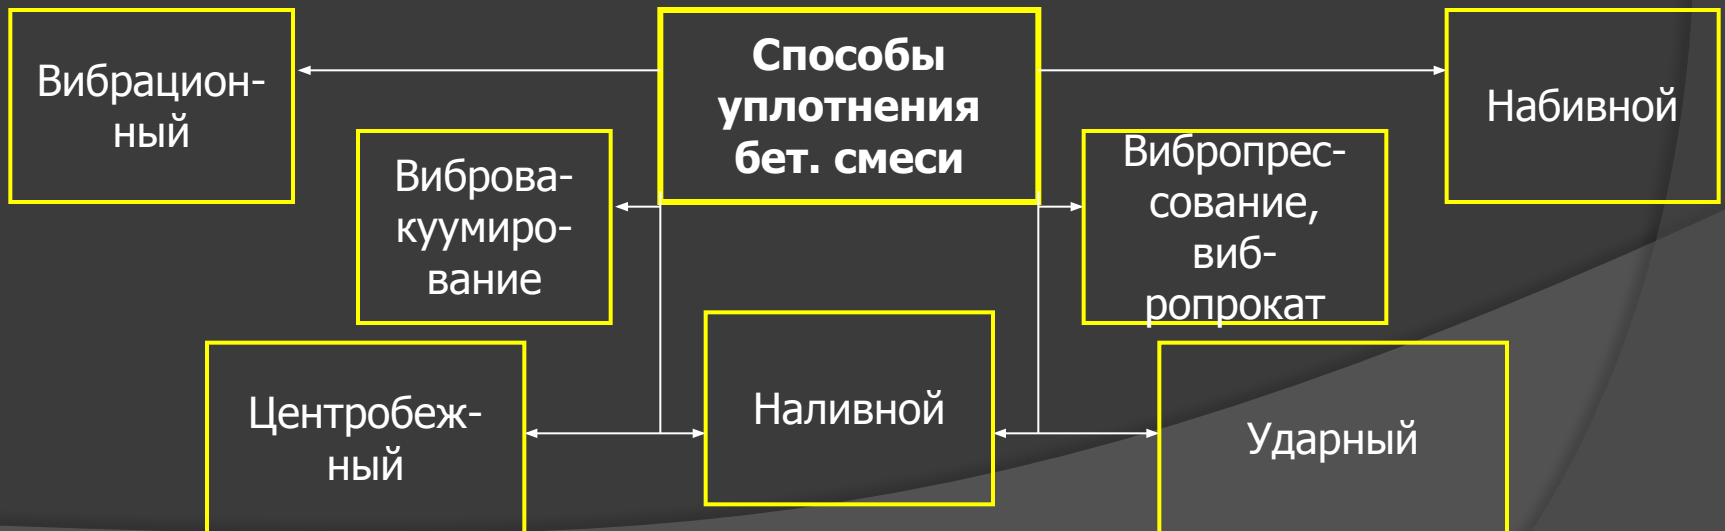 Вибрацион-
ный
Способы
уплотнения
бет. смеси
Набивной
Виброва-
куумиро-
вание
Вибропрес-
сование,
виб-
ропрокат
Центробеж-
ный
Наливной
Ударный